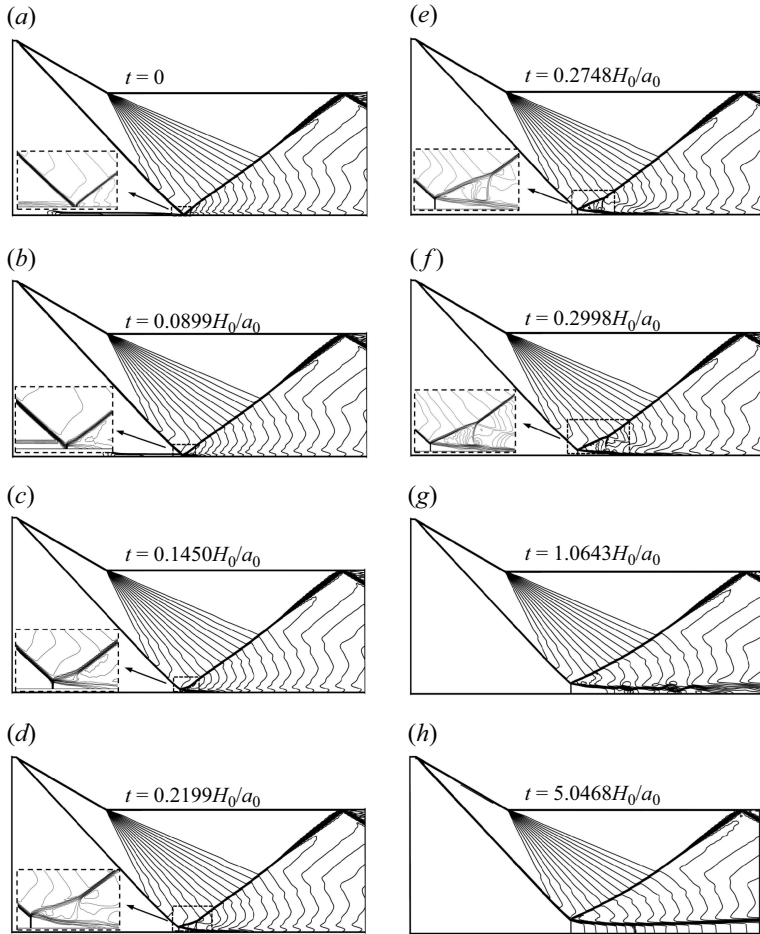 (a)
t = 0
(b)
t = 0.0899H₀/a₀
(c)
t = 0.1450H₀/a₀
(d)
t = 0.2199H₀/a₀
(e)
t = 0.2748H₀/a₀
(f)
t = 0.2998H₀/a₀
(g)
t = 1.0643H₀/a₀
(h)
t = 5.0468H₀/a₀